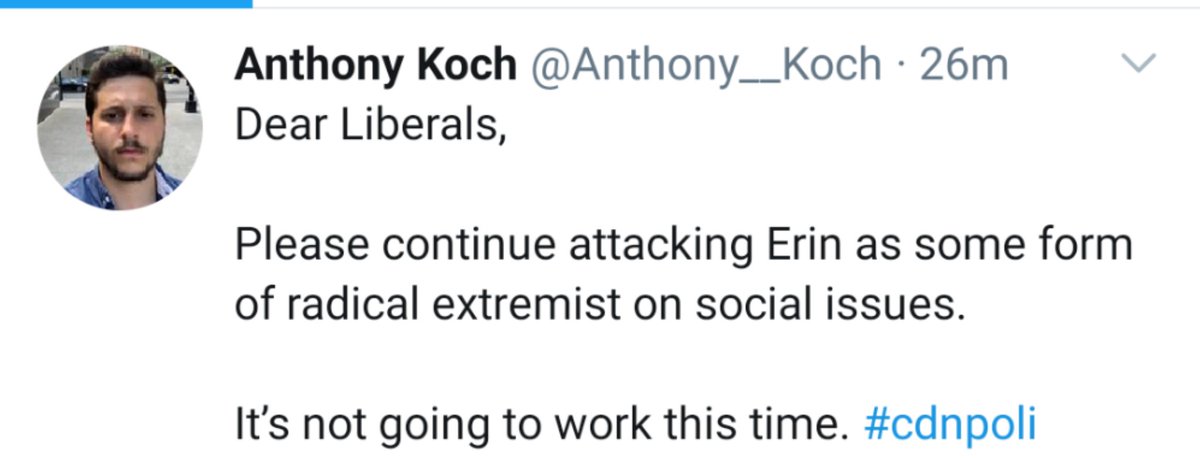 Anthony Koch @Anthony__Koch · 26m
Dear Liberals,
Please continue attacking Erin as some form
of radical extremist on social issues.
It's not going to work this time. #cdnpoli